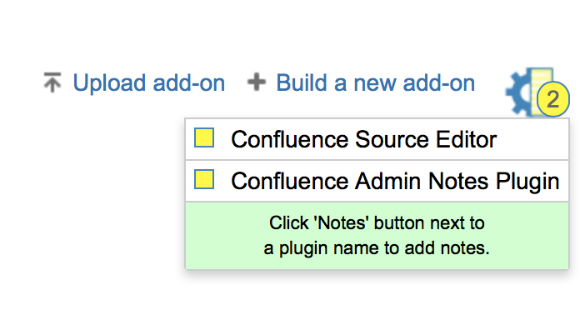 Upload add-on Build a new add-on 2
Confluence Source Editor
Confluence Admin Notes Plugin
Click 'Notes' button next to
a plugin name to add notes.